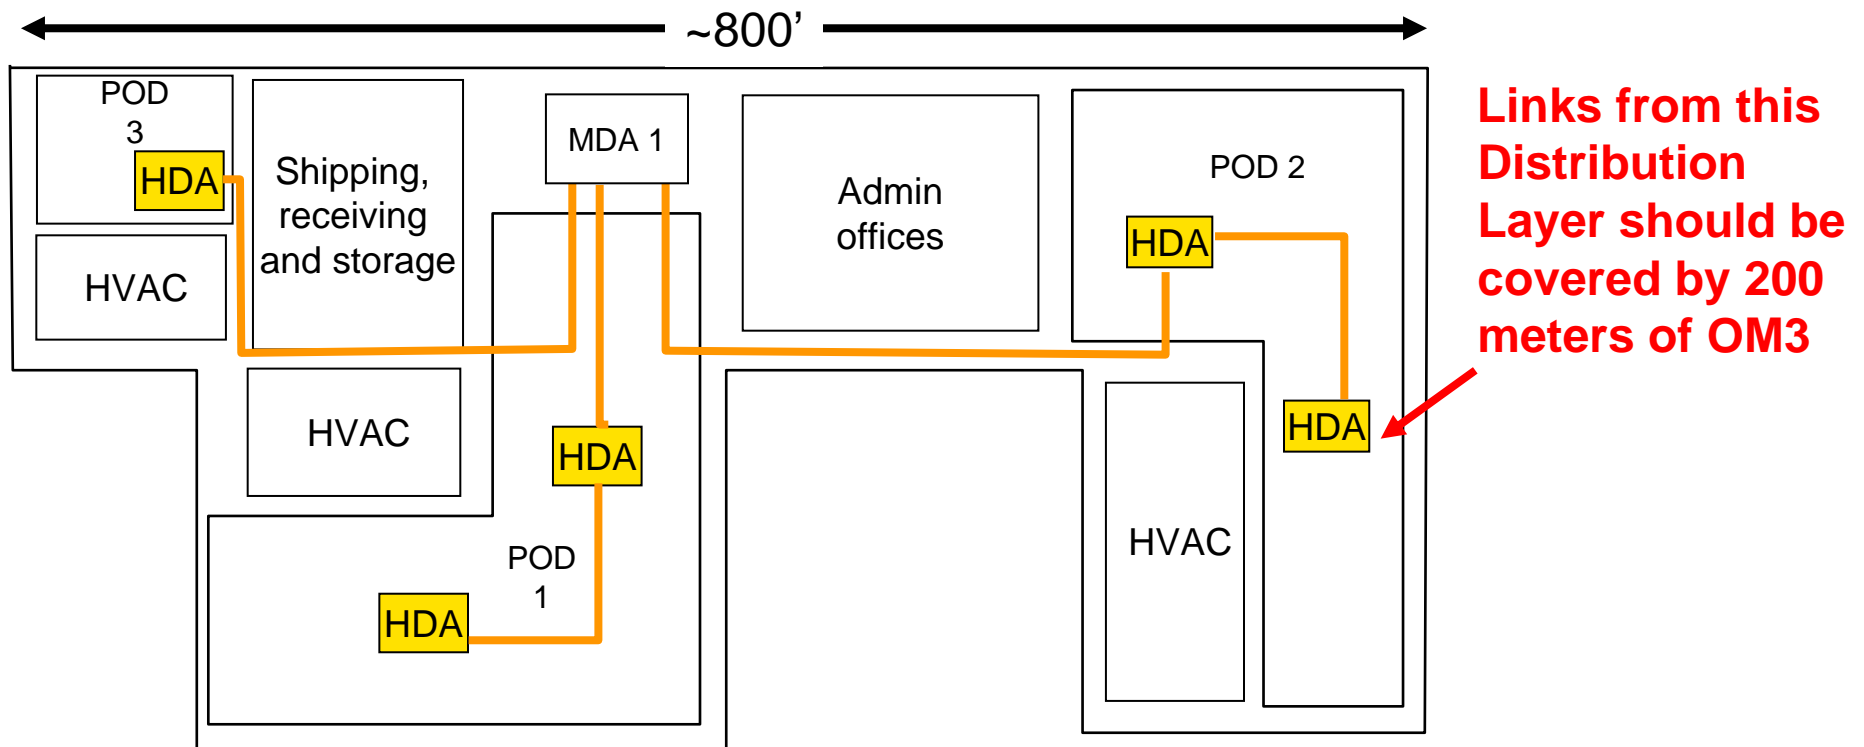 ~800’
POD
3
HDA
HVAC
Shipping,
receiving
and storage
HVAC
MDA 1
HDA
POD
1
HDA
Admin
offices
POD 2
HDA
HDA
HVAC
Links from this
Distribution
Layer should be
covered by 200
meters of OM3